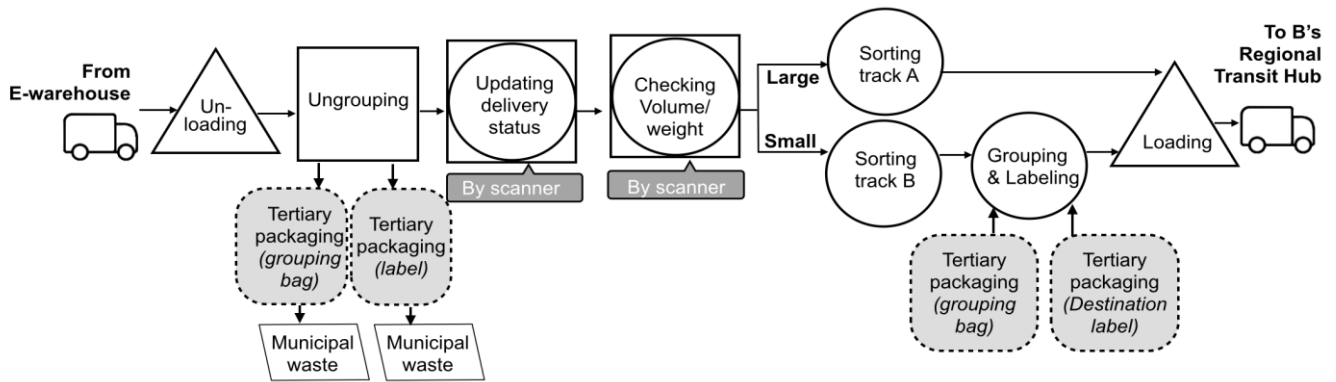 From
E-warehouse
Un-
loading
Ungrouping
Updating
delivery
status
By scanner
Checking
Volume/
weight
By scanner
Large
Small
Sorting
track A
Sorting
track B
Grouping
& Labeling
Loading
To B's
Regional
Transit Hub
Tertiary
packaging
(grouping
bag)
Tertiary
packaging
(label)
Municipal
waste
Municipal
waste
Tertiary
packaging
(grouping
bag)
Tertiary
packaging
(Destination
label)